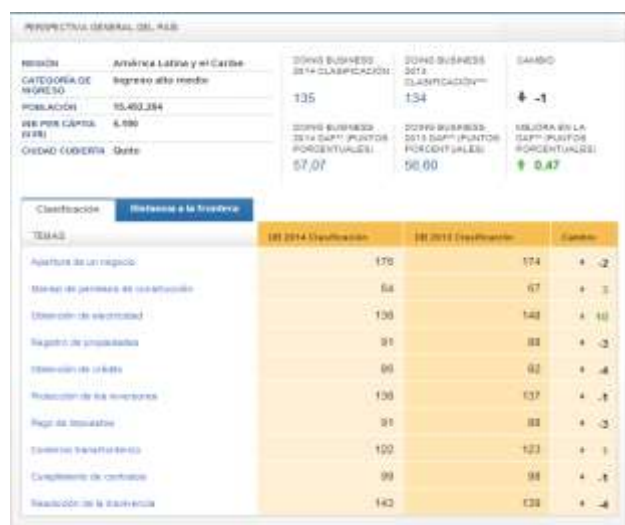 PERSPECTIVA GENERAL DEL PAÍS
REGIÓN América Latina y el Caribe
CATEGORÍA DE INGRESO Ingreso alto medio
POBLACIÓN 15,492,264
INB PER CÁPITA (US$) 5,190
CIUDAD CUBIERTA Quito
DOING BUSINESS 2014 CLASIFICACIÓN
135
DOING BUSINESS 2013 CLASIFICACIÓN***
134
CAMBIO
-1
DOING BUSINESS 2014 DAF** (PUNTOS PORCENTUALES)
57,07
DOING BUSINESS 2013 DAF** (PUNTOS PORCENTUALES)
56,60
MEJORA EN LA DAF** (PUNTOS PORCENTUALES)
0,47
Clasificación Distancia a la frontera
TEMAS DB 2014 Clasificación DB 2013 Clasificación Cambio
Apertura de un negocio 176 174 -2
Manejo de permisos de construcción 64 67 3
Obtención de electricidad 138 148 10
Registro de propiedades 91 88 -3
Obtención de crédito 86 82 -4
Protección de los inversores 138 137 -1
Pago de impuestos 91 88 -3
Comercio transfronterizo 122 123 1
Cumplimiento de contratos 99 98 -1
Resolución de la insolvencia 143 139 -4